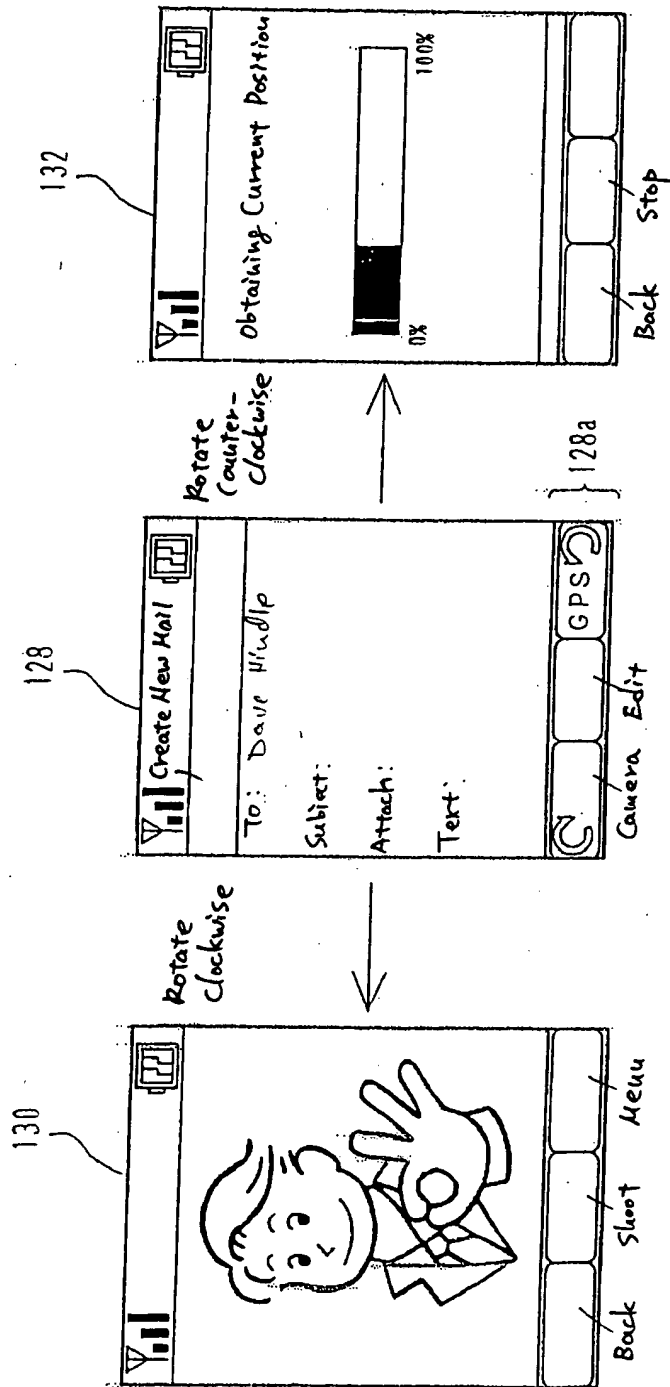 130
Back
Shoot
Menu
Rotate
Clockwise
128
Create New Mail
To: Dave
Subject:
Attach:
Text:
GPS
128a
Camera
Edit
Rotate
Counter-
clockwise
132
Obtaining Current Position
0%
100%
Back
Stop